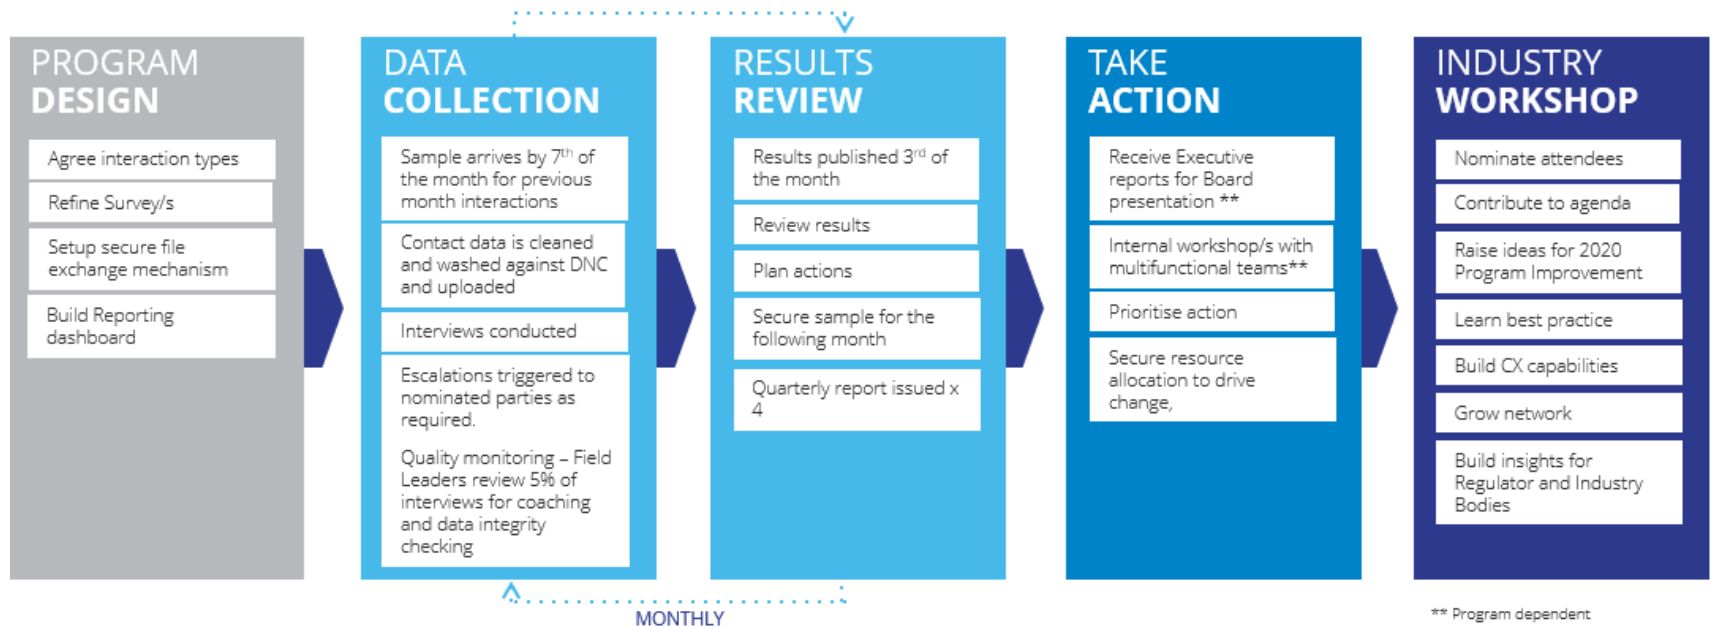 PROGRAM
DESIGN
Agree interaction types
Refine Survey/s
Setup secure file
exchange mechanism
Build Reporting
dashboard
DATA
COLLECTION
Sample arrives by 7th of
the month for previous
month interactions
Contact data is cleaned
and washed against DNC
and uploaded
Interviews conducted
Escalations triggered to
nominated parties as
required.
Quality monitoring – Field
Leaders review 5% of
interviews for coaching
and data integrity
checking
RESULTS
REVIEW
Results published 3rd of
the month
Review results
Plan actions
Secure sample for the
following month
Quarterly report issued x
4
TAKE
ACTION
Receive Executive
reports for Board
presentation **
Internal workshop/s with
multifunctional teams**
Prioritise action
Secure resource
allocation to drive
change,
INDUSTRY
WORKSHOP
Nominate attendees
Contribute to agenda
Raise ideas for 2020
Program Improvement
Learn best practice
Build CX capabilities
Grow network
Build insights for
Regulator and Industry
Bodies
MONTHLY
** Program dependent